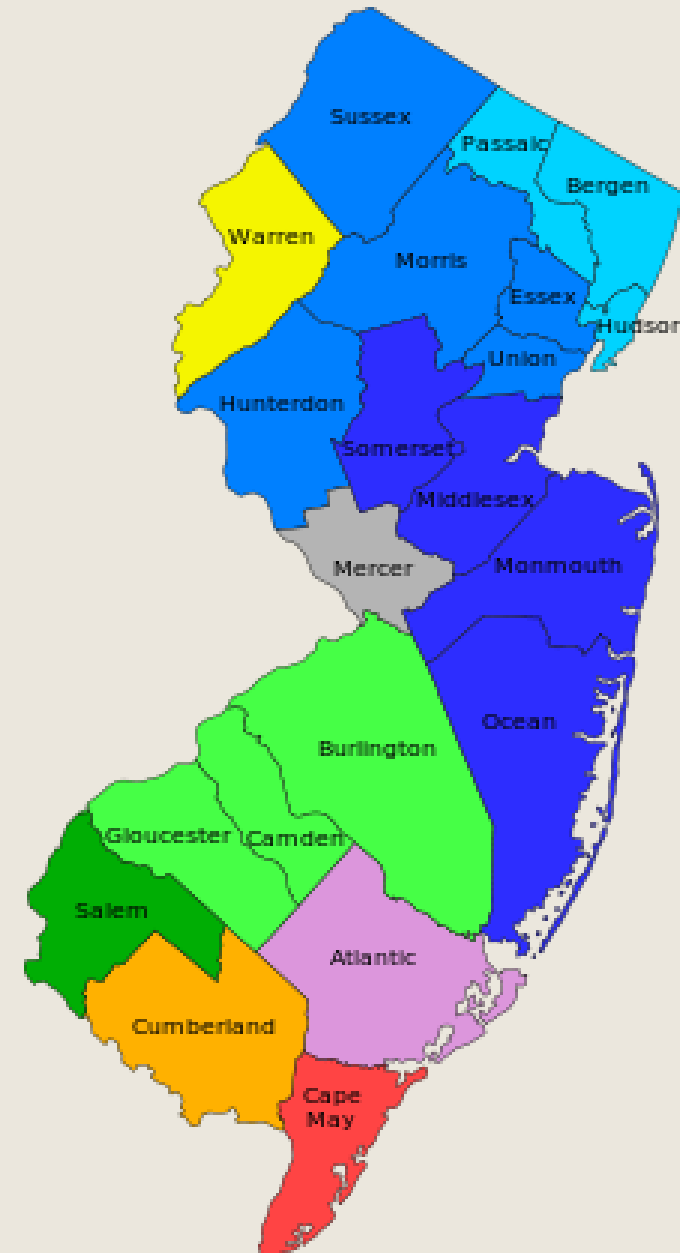 Sussex
Passaic
Bergen
Warren
Morris
Essex
Hudson
Union
Hunterdon
Somerset
Middlesex
Mercer
Monmouth
Ocean
Burlington
Gloucester
Camden
Salem
Atlantic
Cumberland
Cape
May